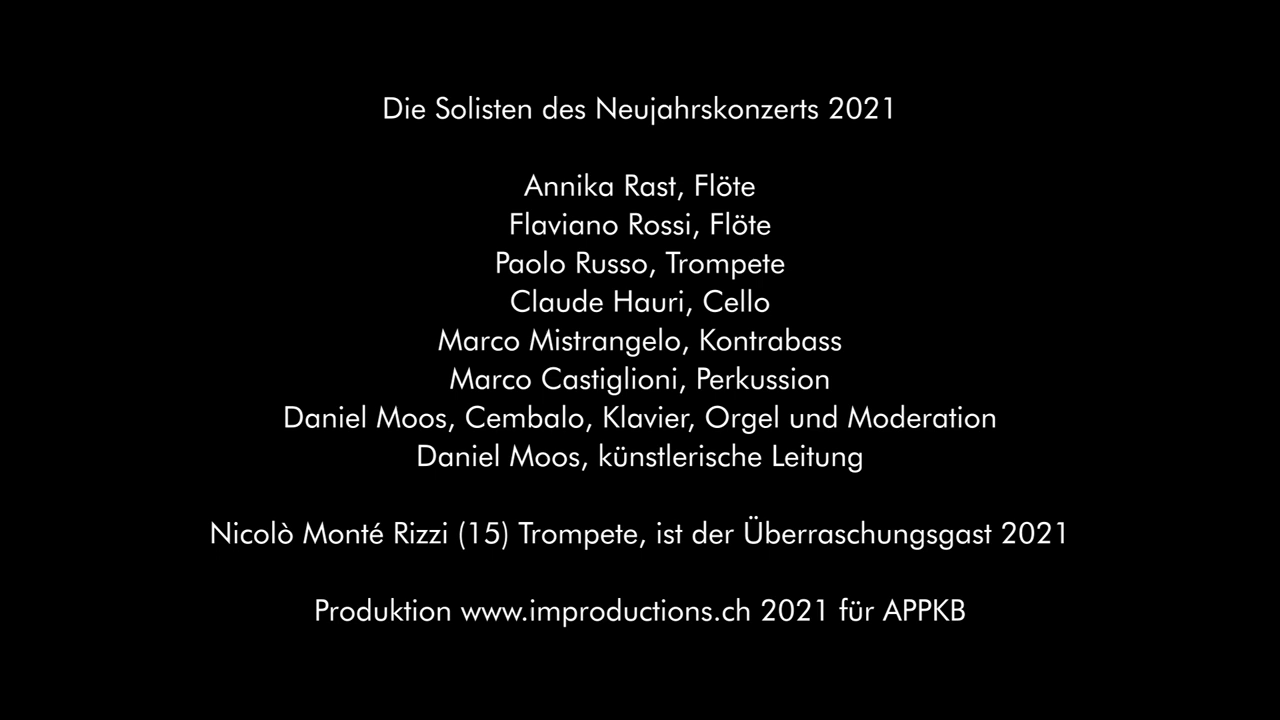 Die Solisten des Neujahrskonzerts 2021
Annika Rast, Flöte
Flaviano Rossi, Flöte
Paolo Russo, Trompete
Claude Hauri, Cello
Marco Mistrangelo, Kontrabass
Marco Castiglioni, Perkussion
Daniel Moos, Cembalo, Klavier, Orgel und Moderation
Daniel Moos, künstlerische Leitung
Nicolò Monté Rizzi (15) Trompete, ist der Überraschungsgast 2021
Produktion www.improductions.ch 2021 für APPKB